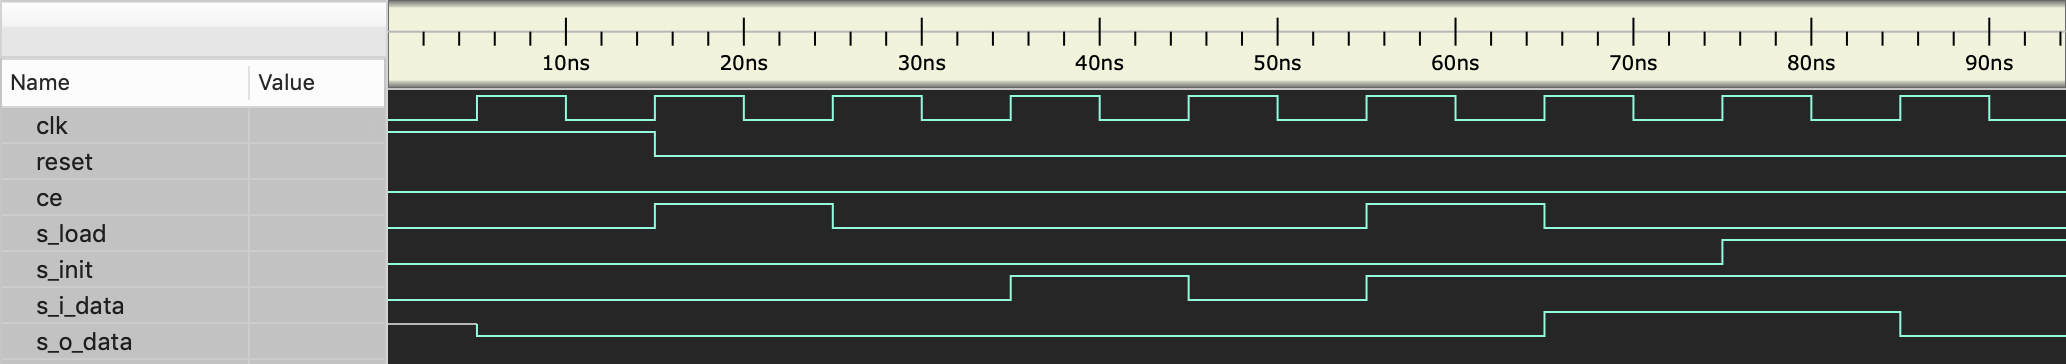 10ns 20ns 30ns 40ns 50ns 60ns 70ns 80ns 90ns
Name Value
clk
reset
ce
s_load
s_init
s_i_data
s_o_data